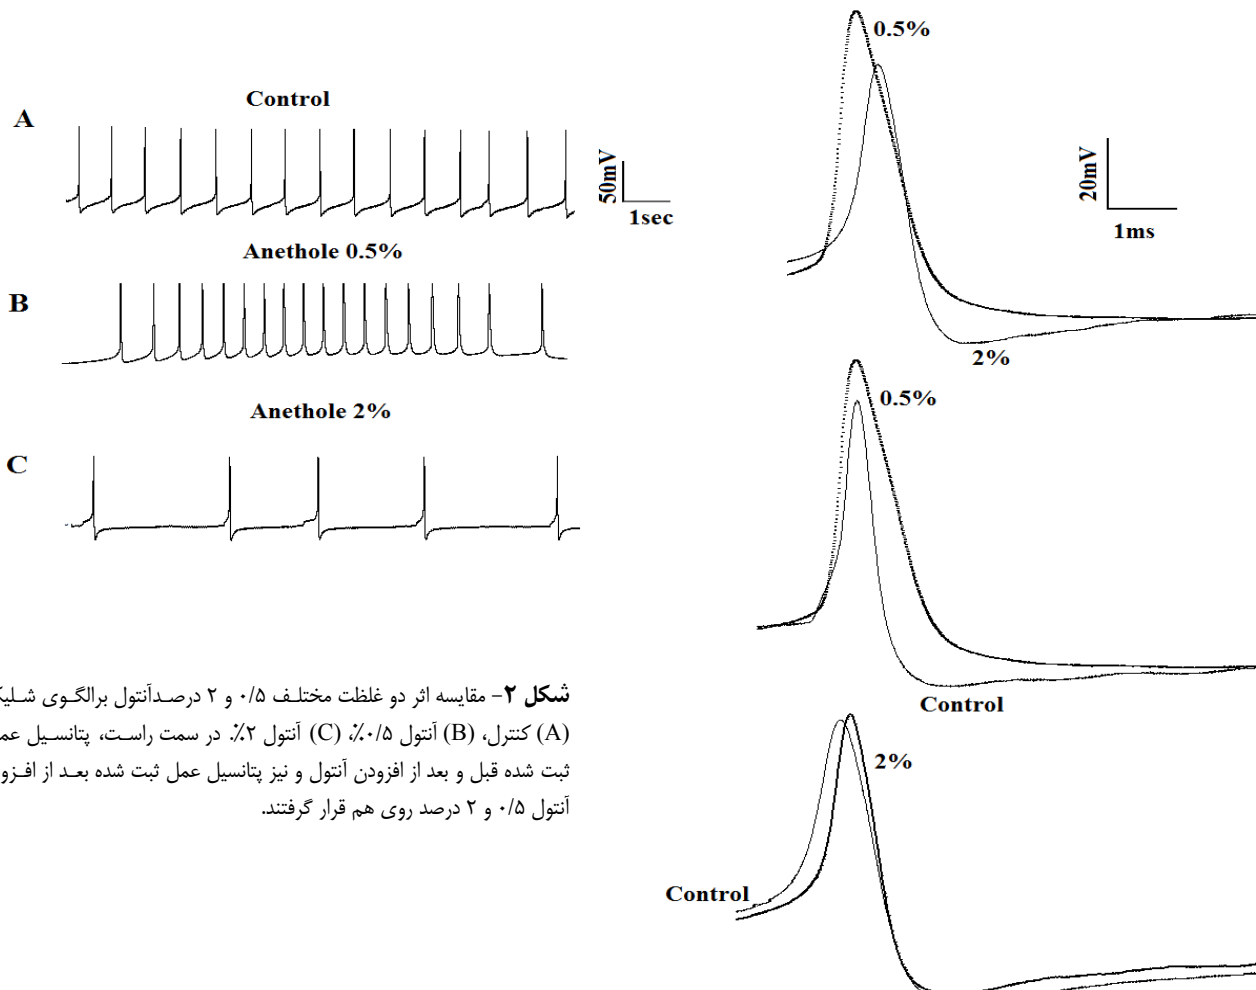 Control
A
50mV
1sec
Anethole 0.5%
B
Anethole 2%
C
0.5%
20mV
1ms
2%
0.5%
Control
2%
Control
شکل ۲- مقایسه اثر دو غلظت مختلف ۰/۵ و ۲ درصدآنتول برالگوی
(A) کنترل، (B) آنتول ۰/۵٪، (C) آنتول ۲٪. در سمت راست، پتانسیل
ثبت شده قبل و بعد از افزودن آنتول و نیز پتانسیل عمل ثبت شده بعد از
آنتول ۰/۵ و ۲ درصد روی هم قرار گرفتند.